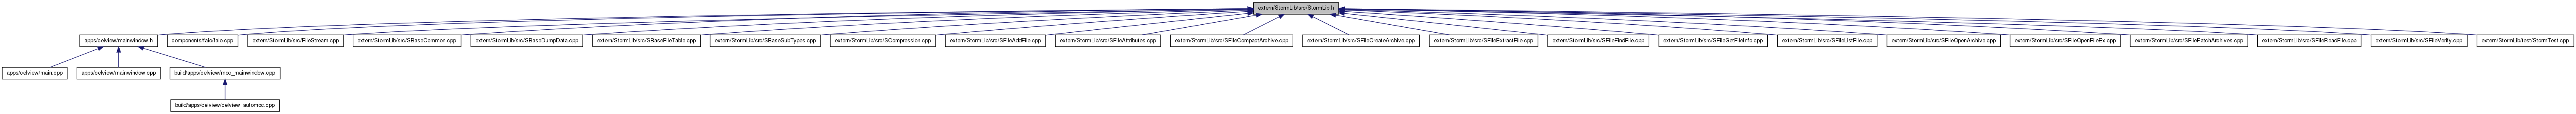 extern/StormLib/src/StormLib.h
apps/celview/mainwindow.h
components/faio/faio.cpp
extern/StormLib/src/FileStream.cpp
extern/StormLib/src/SBaseCommon.cpp
extern/StormLib/src/SBaseDumpData.cpp
extern/StormLib/src/SBaseFileTable.cpp
extern/StormLib/src/SBaseSubTypes.cpp
extern/StormLib/src/SCompression.cpp
extern/StormLib/src/SFileAddFile.cpp
extern/StormLib/src/SFileAttributes.cpp
extern/StormLib/src/SFileCompactArchive.cpp
extern/StormLib/src/SFileCreateArchive.cpp
extern/StormLib/src/SFileExtractFile.cpp
extern/StormLib/src/SFileFindFile.cpp
extern/StormLib/src/SFileGetFileInfo.cpp
extern/StormLib/src/SFileListFile.cpp
extern/StormLib/src/SFileOpenArchive.cpp
extern/StormLib/src/SFileOpenFileEx.cpp
extern/StormLib/src/SFilePatchArchives.cpp
extern/StormLib/src/SFileReadFile.cpp
extern/StormLib/src/SFileVerify.cpp
extern/StormLib/test/StormTest.cpp
apps/celview/main.cpp
apps/celview/mainwindow.cpp
build/apps/celview/moc_mainwindow.cpp
build/apps/celview/celview_automoc.cpp